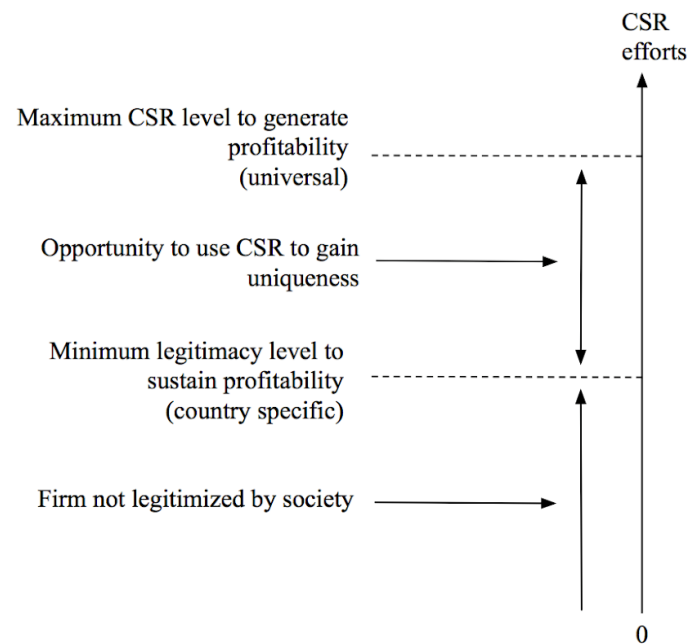 CSR
efforts
Maximum CSR level to generate
profitability
(universal)
Opportunity to use CSR to gain
uniqueness
Minimum legitimacy level to
sustain profitability
(country specific)
Firm not legitimized by society
0